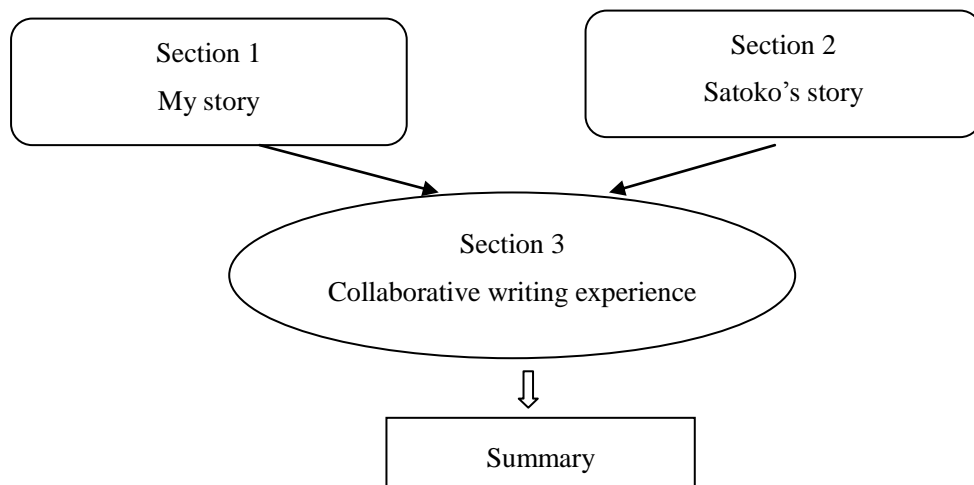 Section 1
My story
Section 2
Satoko’s story
Section 3
Collaborative writing experience
Summary